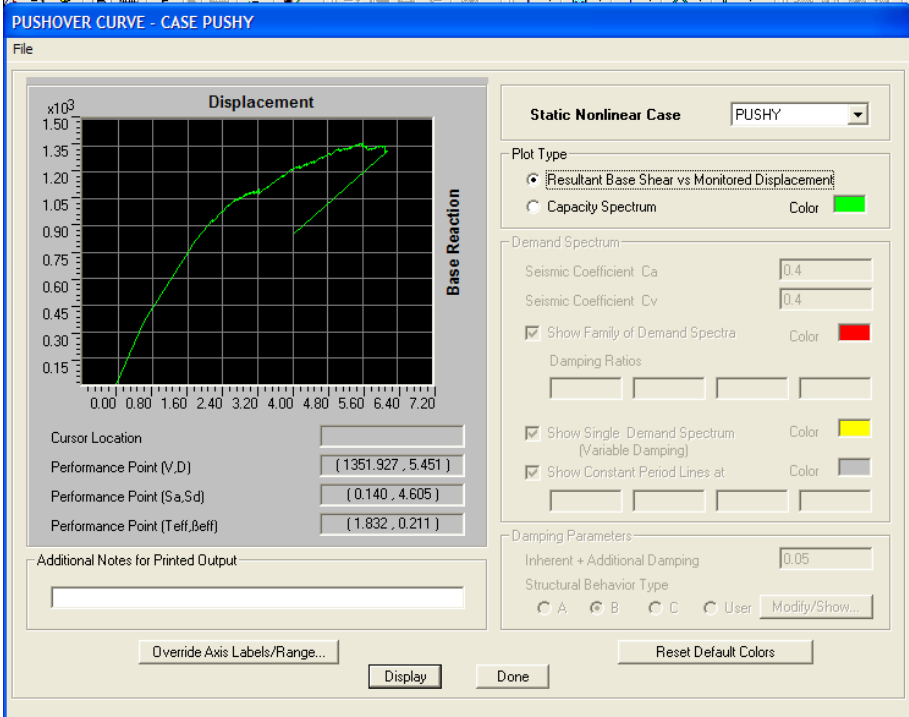 PUSHOVER CURVE - CASE PUSHY
File
Displacement
x10³
1.50
1.35
1.20
1.05
0.90
0.75
0.60
0.45
0.30
0.15
Base Reaction
0.00 0.80 1.60 2.40 3.20 4.00 4.80 5.60 6.40 7.20
Cursor Location
Performance Point (V,D) ( 1351.927 , 5.451 )
Performance Point (Sa,Sd) ( 0.140 , 4.605 )
Performance Point (Teff,ßeff) ( 1.832 , 0.211 )
Additional Notes for Printed Output
Override Axis Labels/Range...
Static Nonlinear Case PUSHY
Plot Type
Resultant Base Shear vs Monitored Displacement
Capacity Spectrum Color
Demand Spectrum
Seismic Coefficient Ca 0.4
Seismic Coefficient Cv 0.4
Show Family of Demand Spectra Color
Damping Ratios
Show Single Demand Spectrum Color
(Variable Damping)
Show Constant Period Lines at Color
Damping Parameters
Inherent + Additional Damping 0.05
Structural Behavior Type
A B C User Modify/Show...
Reset Default Colors
Display Done